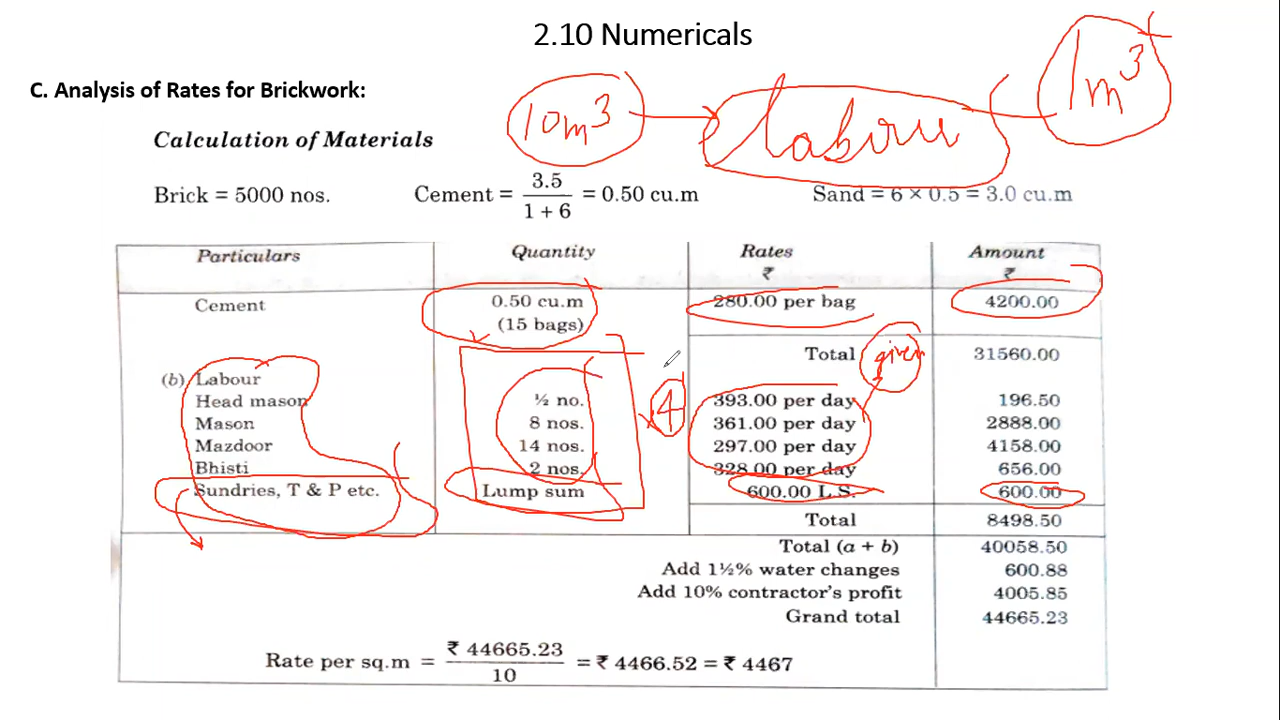 2.10 Numericals
C. Analysis of Rates for Brickwork:
10m³ labour 1m³
Calculation of Materials
Brick = 5000 nos. Cement = 3.5 / 1 + 6 = 0.50 cu.m Sand = 6 × 0.5 = 3.0 cu.m
Particulars Quantity Rates ₹ Amount ₹
Cement 0.50 cu.m (15 bags) 280.00 per bag 4200.00
Total given 31560.00
(b) Labour
4
Head mason ½ no. 393.00 per day 196.50
Mason 8 nos. 361.00 per day 2888.00
Mazdoor 14 nos. 297.00 per day 4158.00
Bhisti 2 nos. 328.00 per day 656.00
Sundries, T & P etc. Lump sum 600.00 L.S. 600.00
Total 8498.50
Total (a + b) 40058.50
Add 1½% water changes 600.88
Add 10% contractor's profit 4005.85
Grand total 44665.23
Rate per sq.m = ₹ 44665.23 / 10 = ₹ 4466.52 = ₹ 4467